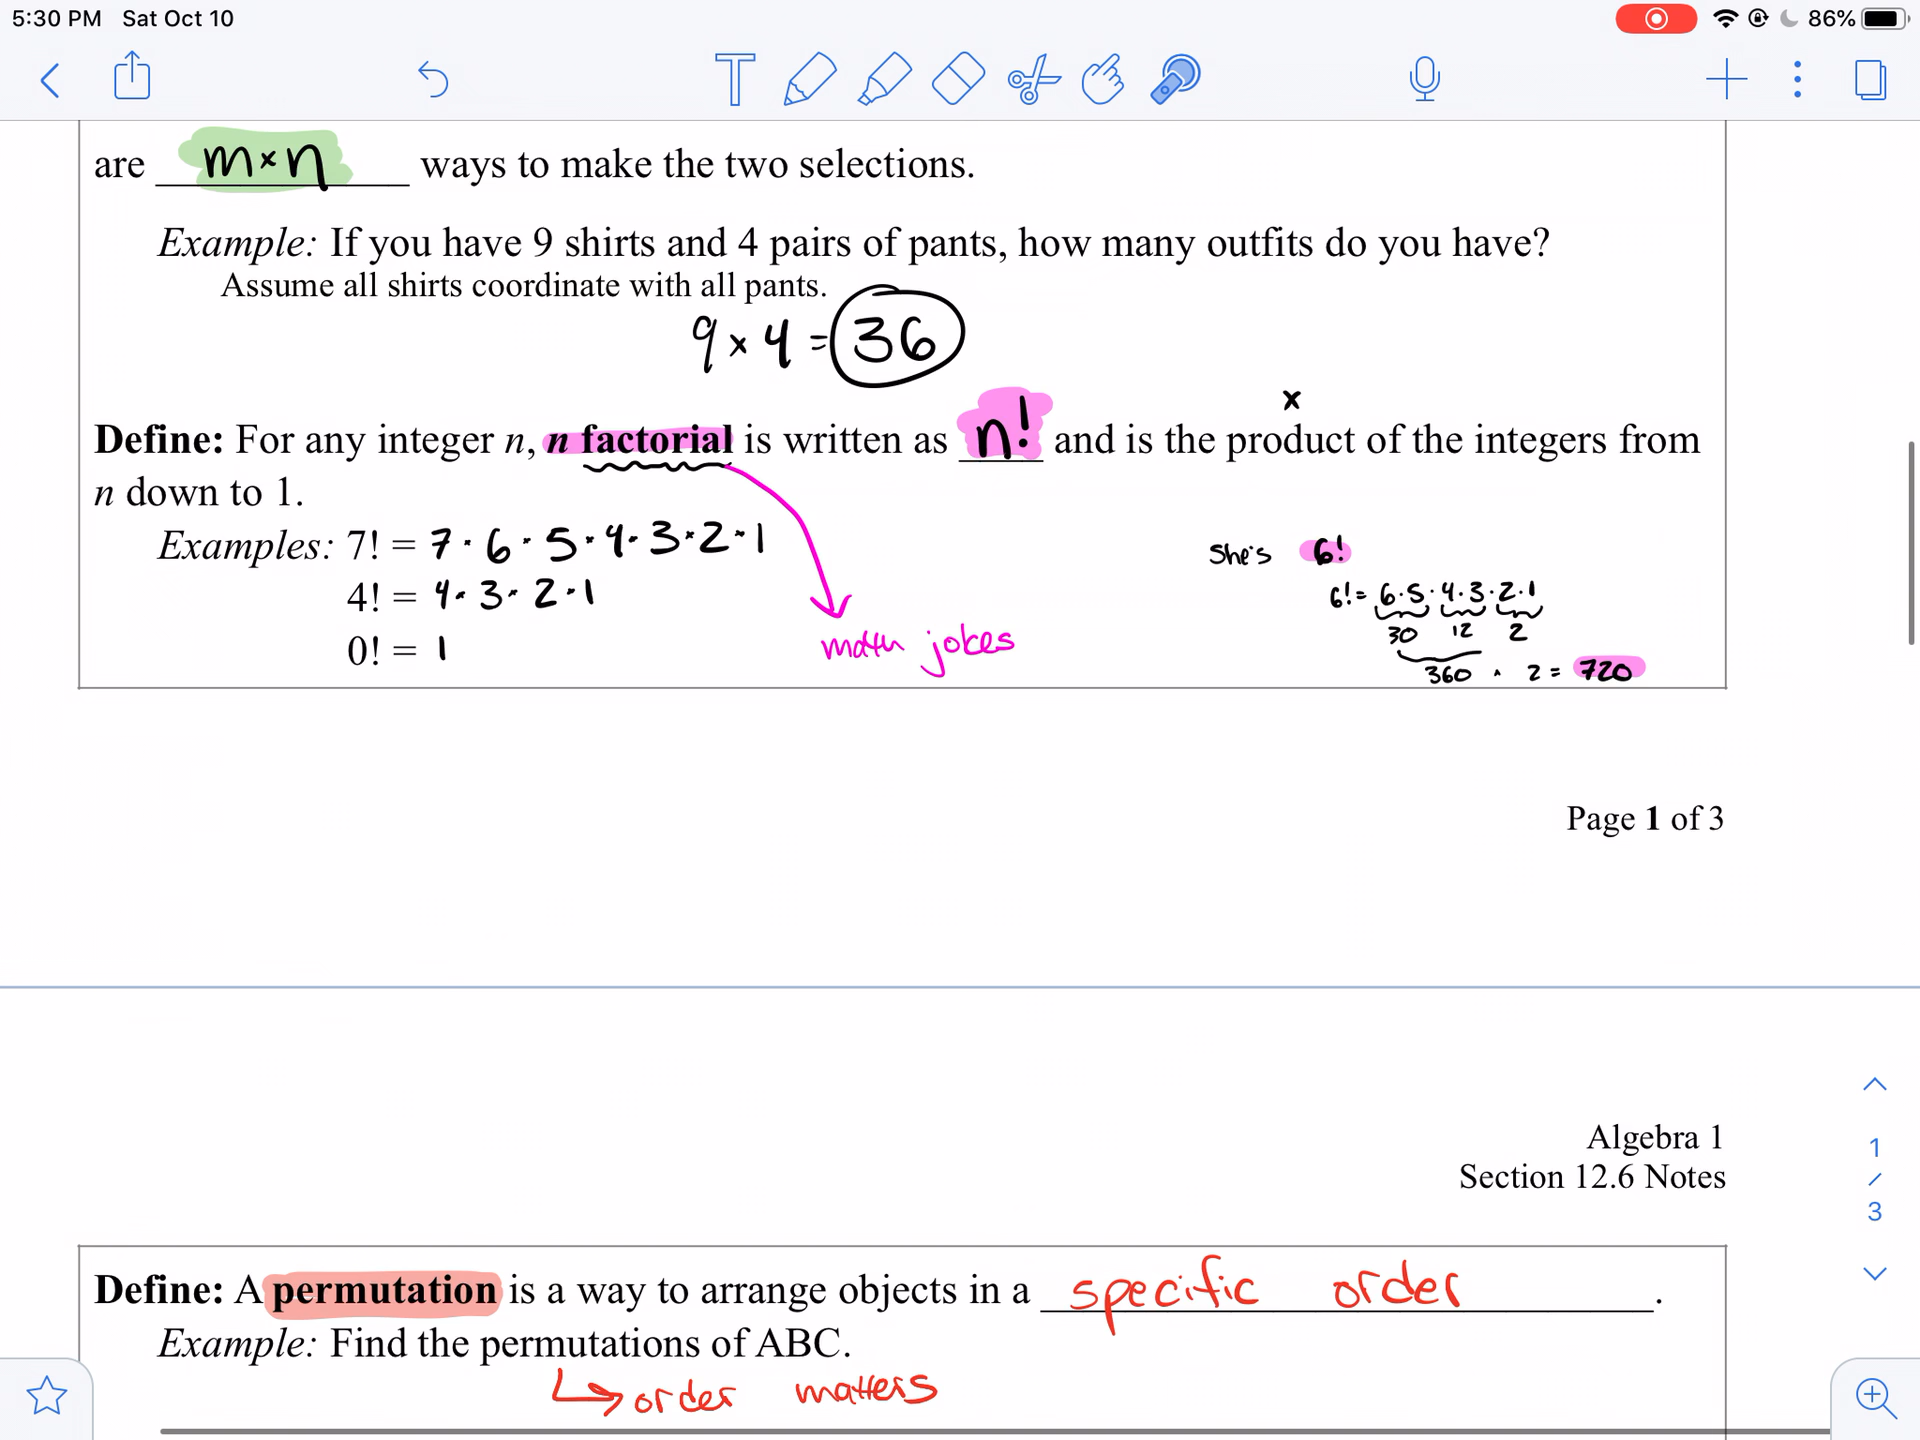 5:30 PM Sat Oct 10 86%
T
are m×n ways to make the two selections.
Example: If you have 9 shirts and 4 pairs of pants, how many outfits do you have?
Assume all shirts coordinate with all pants.
9 × 4 = 36
x
Define: For any integer n, n factorial is written as n! and is the product of the integers from
n down to 1.
Examples: 7! = 7 · 6 · 5 · 4 · 3 · 2 · 1
4! = 4 · 3 · 2 · 1
0! = 1
math jokes
She's 6!
6! = 6·5·4·3·2·1
30 12 2
360 · 2 = 720
Page 1 of 3
Algebra 1
Section 12.6 Notes
1
/
3
Define: A permutation is a way to arrange objects in a specific order.
Example: Find the permutations of ABC.
order matters